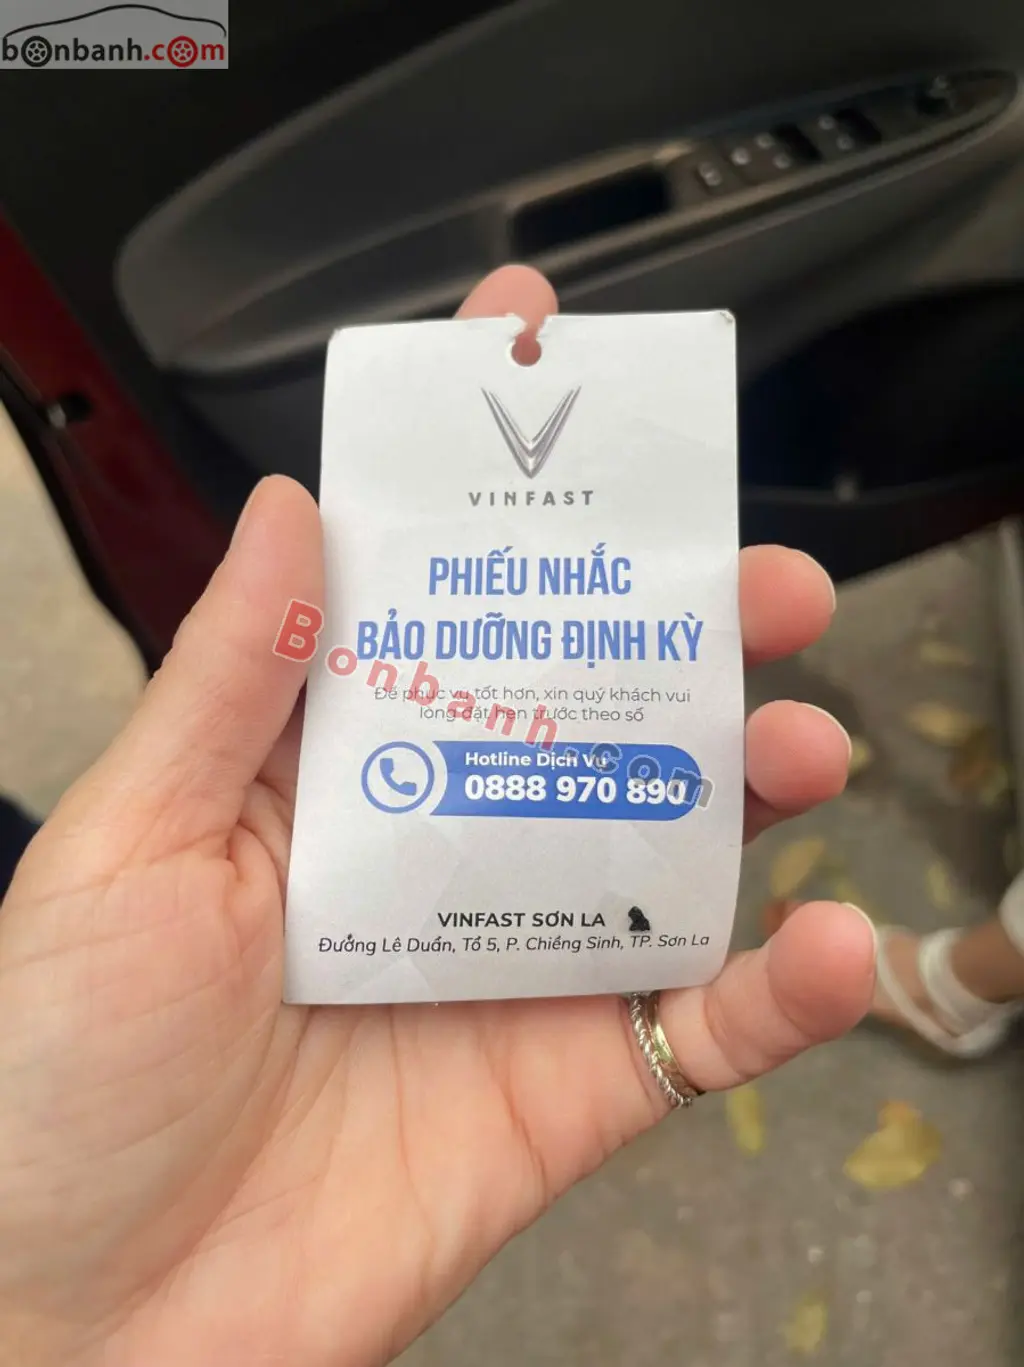 bonbanh.com
VINFAST
PHIẾU NHẮC
BẢO DƯỠNG ĐỊNH KỲ
Để phục vụ tốt hơn, xin quý khách vui
lòng đặt hẹn trước theo số
Hotline Dịch Vụ
0888 970 890
Bonbanh.com
VINFAST SƠN LA
Đường Lê Duẩn, Tổ 5, P. Chiềng Sinh, TP. Sơn La